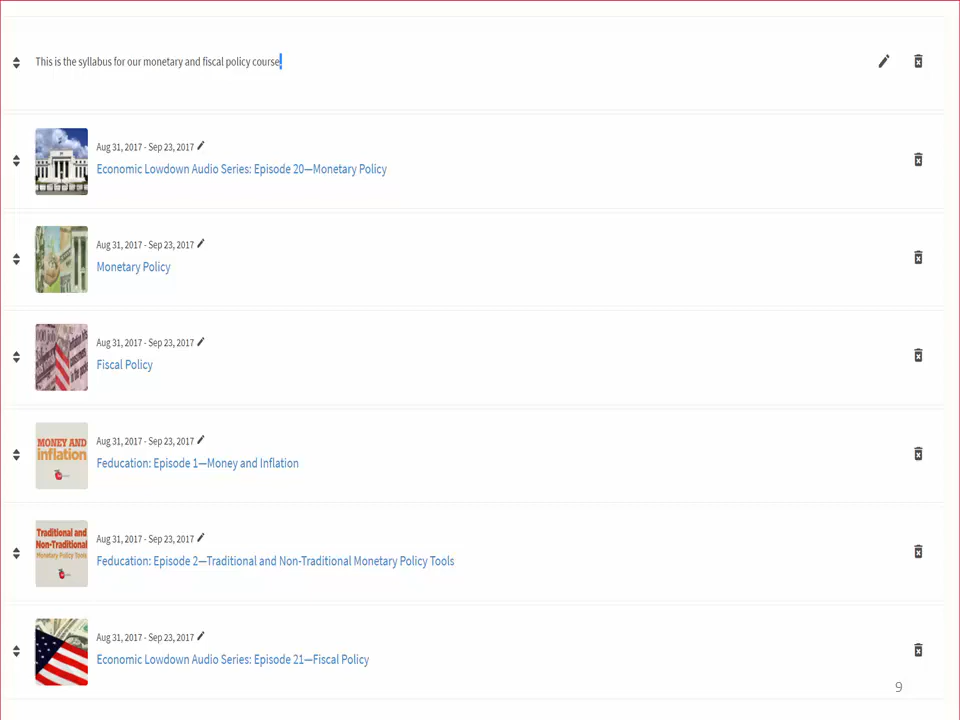 This is the syllabus for our monetary and fiscal policy course.
Aug 31, 2017 - Sep 23, 2017
Economic Lowdown Audio Series: Episode 20—Monetary Policy
Aug 31, 2017 - Sep 23, 2017
Monetary Policy
Aug 31, 2017 - Sep 23, 2017
Fiscal Policy
MONEY AND
inflation
Aug 31, 2017 - Sep 23, 2017
Feducation: Episode 1—Money and Inflation
Traditional and
Non-Traditional
Monetary Policy Tools
Aug 31, 2017 - Sep 23, 2017
Feducation: Episode 2—Traditional and Non-Traditional Monetary Policy Tools
Aug 31, 2017 - Sep 23, 2017
Economic Lowdown Audio Series: Episode 21—Fiscal Policy
9